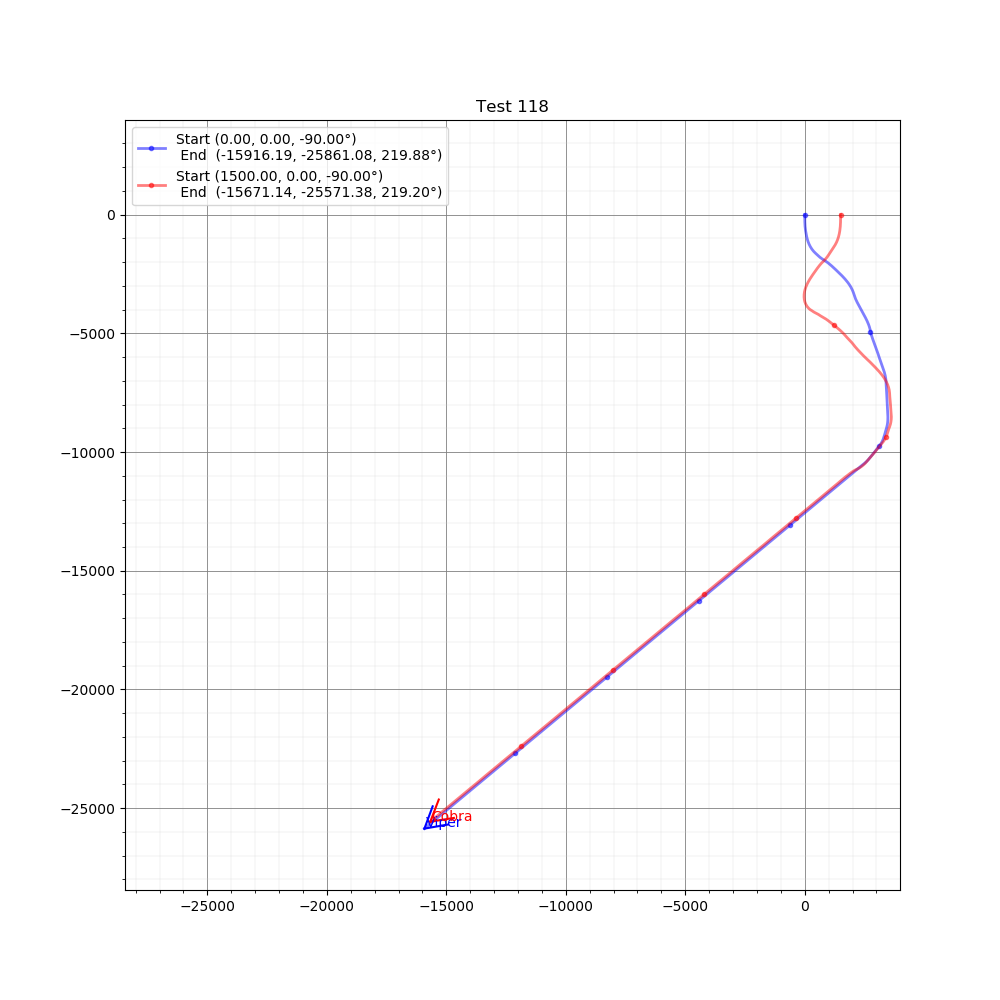 Test 118
Start (0.00, 0.00, -90.00°)
End (-15916.19, -25861.08, 219.88°)
Start (1500.00, 0.00, -90.00°)
End (-15671.14, -25571.38, 219.20°)
0
−5000
−10000
−15000
−20000
−25000
Cobra
−25000
−20000
−15000
−10000
−5000
0